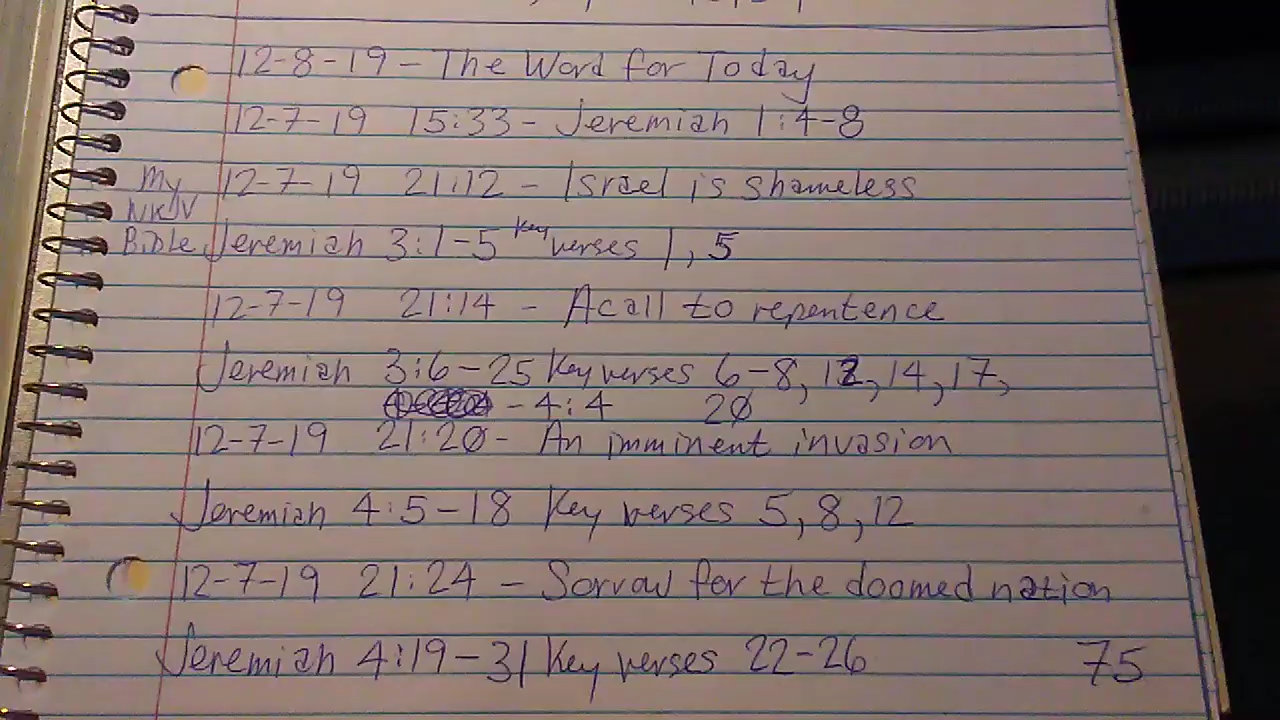 12-8-19 - The Word for Today
12-7-19 15:33 - Jeremiah 1:4-8
My 12-7-19 21:12 - Israel is shameless
NKJV
Bible Jeremiah 3:1-5 Key verses 1, 5
12-7-19 21:14 - A call to repentence
Jeremiah 3:6-25 Key verses 6-8, 12, 14, 17,
- 4:4 20
12-7-19 21:20 - An imminent invasion
Jeremiah 4:5-18 Key verses 5, 8, 12
12-7-19 21:24 - Sorrow for the doomed nation
Jeremiah 4:19-31 Key verses 22-26 75